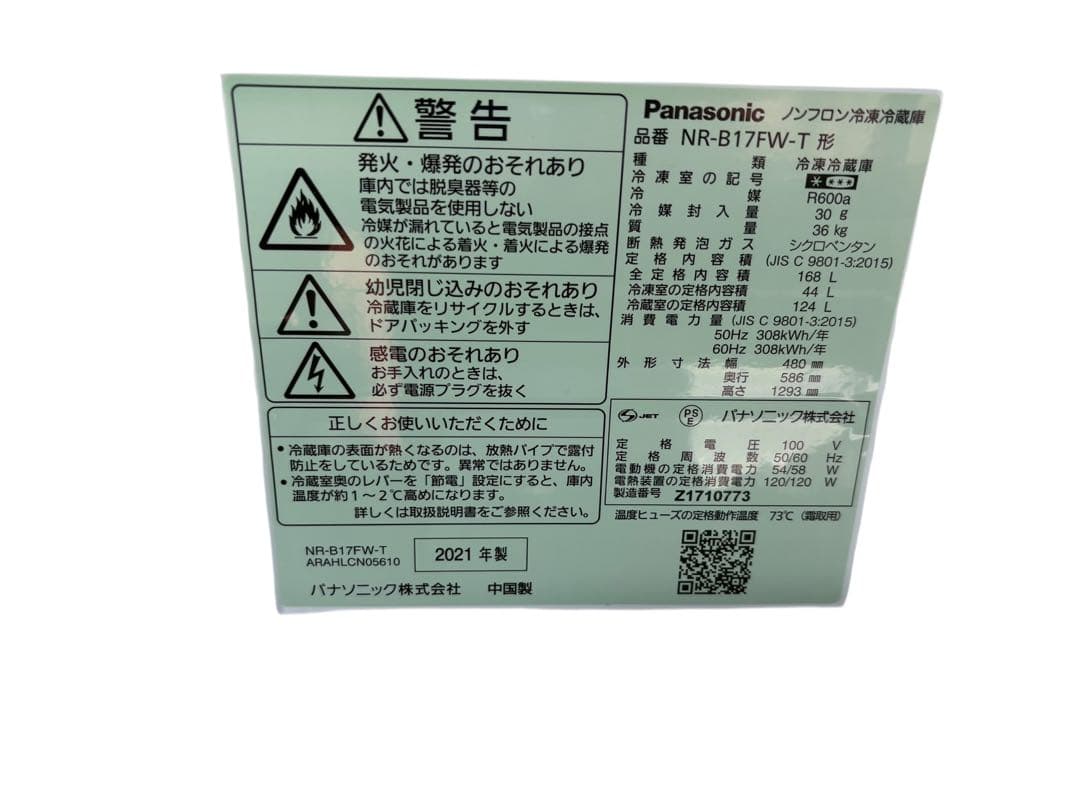 警告
発火・爆発のおそれあり
庫内では脱臭器等の
電気製品を使用しない
冷媒が漏れていると電気製品の接点
の火花による着火・着火による爆発
のおそれがあります
幼児閉じ込みのおそれあり
冷蔵庫をリサイクルするときは、
ドアパッキングを外す
感電のおそれあり
お手入れのときは、
必ず電源プラグを抜く
正しくお使いいただくために
・冷蔵庫の表面が熱くなるのは、放熱パイプで露付
防止をしているためです。異常ではありません。
・冷蔵室奥のレバーを「節電」設定にすると、庫内
温度が約1～2℃高めになります。
詳しくは取扱説明書をご参照ください。
NR-B17FW-T
ARAHLCN05610
2021 年製
パナソニック株式会社 中国製
Panasonic ノンフロン冷凍冷蔵庫
品番 NR-B17FW-T 形
種類 冷凍冷蔵庫
冷凍室の記号 * ***
冷媒 R600a
冷媒封入量 30 g
質量 36 kg
断熱発泡ガス シクロペンタン
定格内容積 (JIS C 9801-3:2015)
全定格内容積 168 L
冷凍室の定格内容積 44 L
冷蔵室の定格内容積 124 L
消費電力量 (JIS C 9801-3:2015)
50Hz 308kWh/年
60Hz 308kWh/年
外形寸法 幅 480 mm
奥行 586 mm
高さ 1293 mm
S JET PSE パナソニック株式会社
定格電圧 100 V
定格周波数 50/60 Hz
電動機の定格消費電力 54/58 W
電熱装置の定格消費電力 120/120 W
製造番号 Z1710773
温度ヒューズの定格動作温度 73℃ (霜取用)